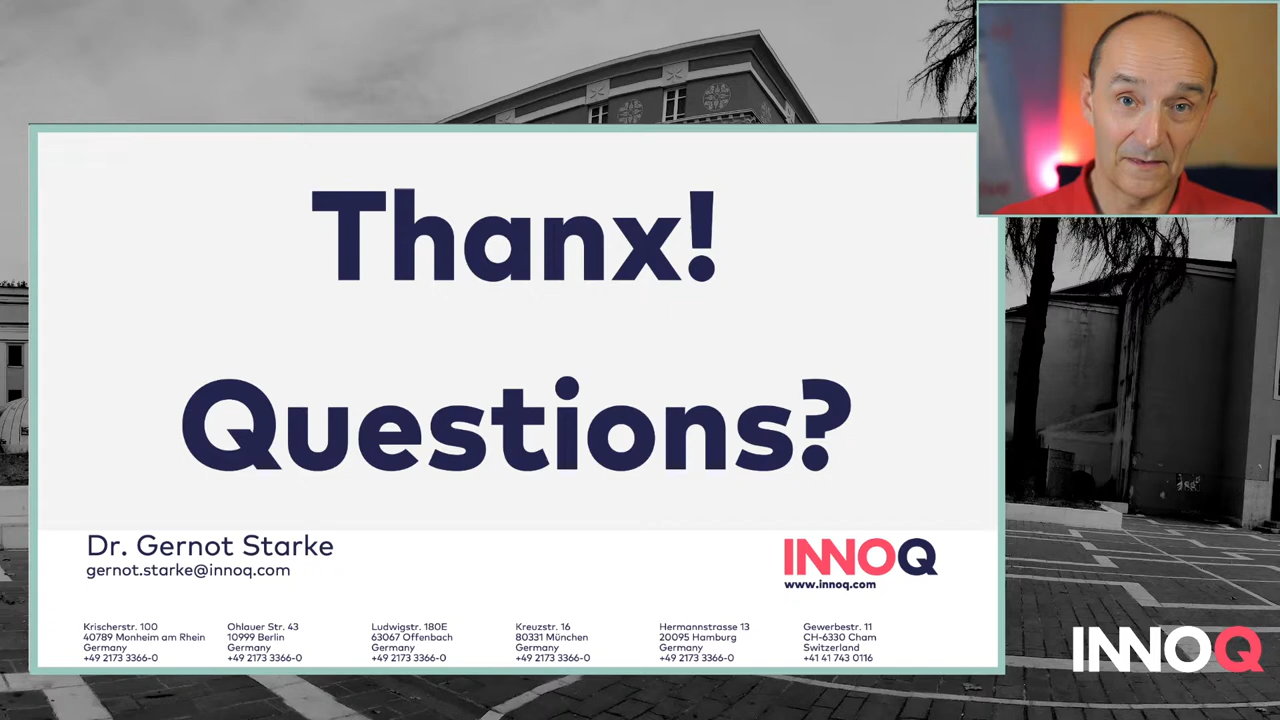 Thanx!
Questions?
Dr. Gernot Starke
gernot.starke@innoq.com
INNOQ
www.innoq.com
Krischerstr. 100
40789 Monheim am Rhein
Germany
+49 2173 3366-0
Ohlauer Str. 43
10999 Berlin
Germany
+49 2173 3366-0
Ludwigstr. 180E
63067 Offenbach
Germany
+49 2173 3366-0
Kreuzstr. 16
80331 München
Germany
+49 2173 3366-0
Hermannstrasse 13
20095 Hamburg
Germany
+49 2173 3366-0
Gewerbestr. 11
CH-6330 Cham
Switzerland
+41 41 743 0116
INNOQ